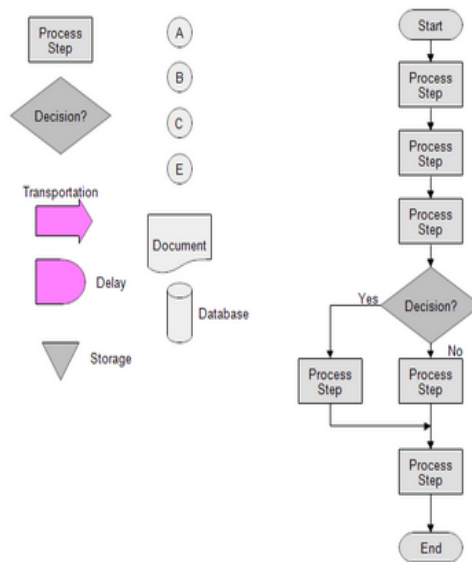 Process
Step
Decision?
Transportation
Delay
Storage
A
B
C
E
Document
Database
Start
Process
Step
Process
Step
Process
Step
Decision?
Yes
No
Process
Step
Process
Step
Process
Step
End